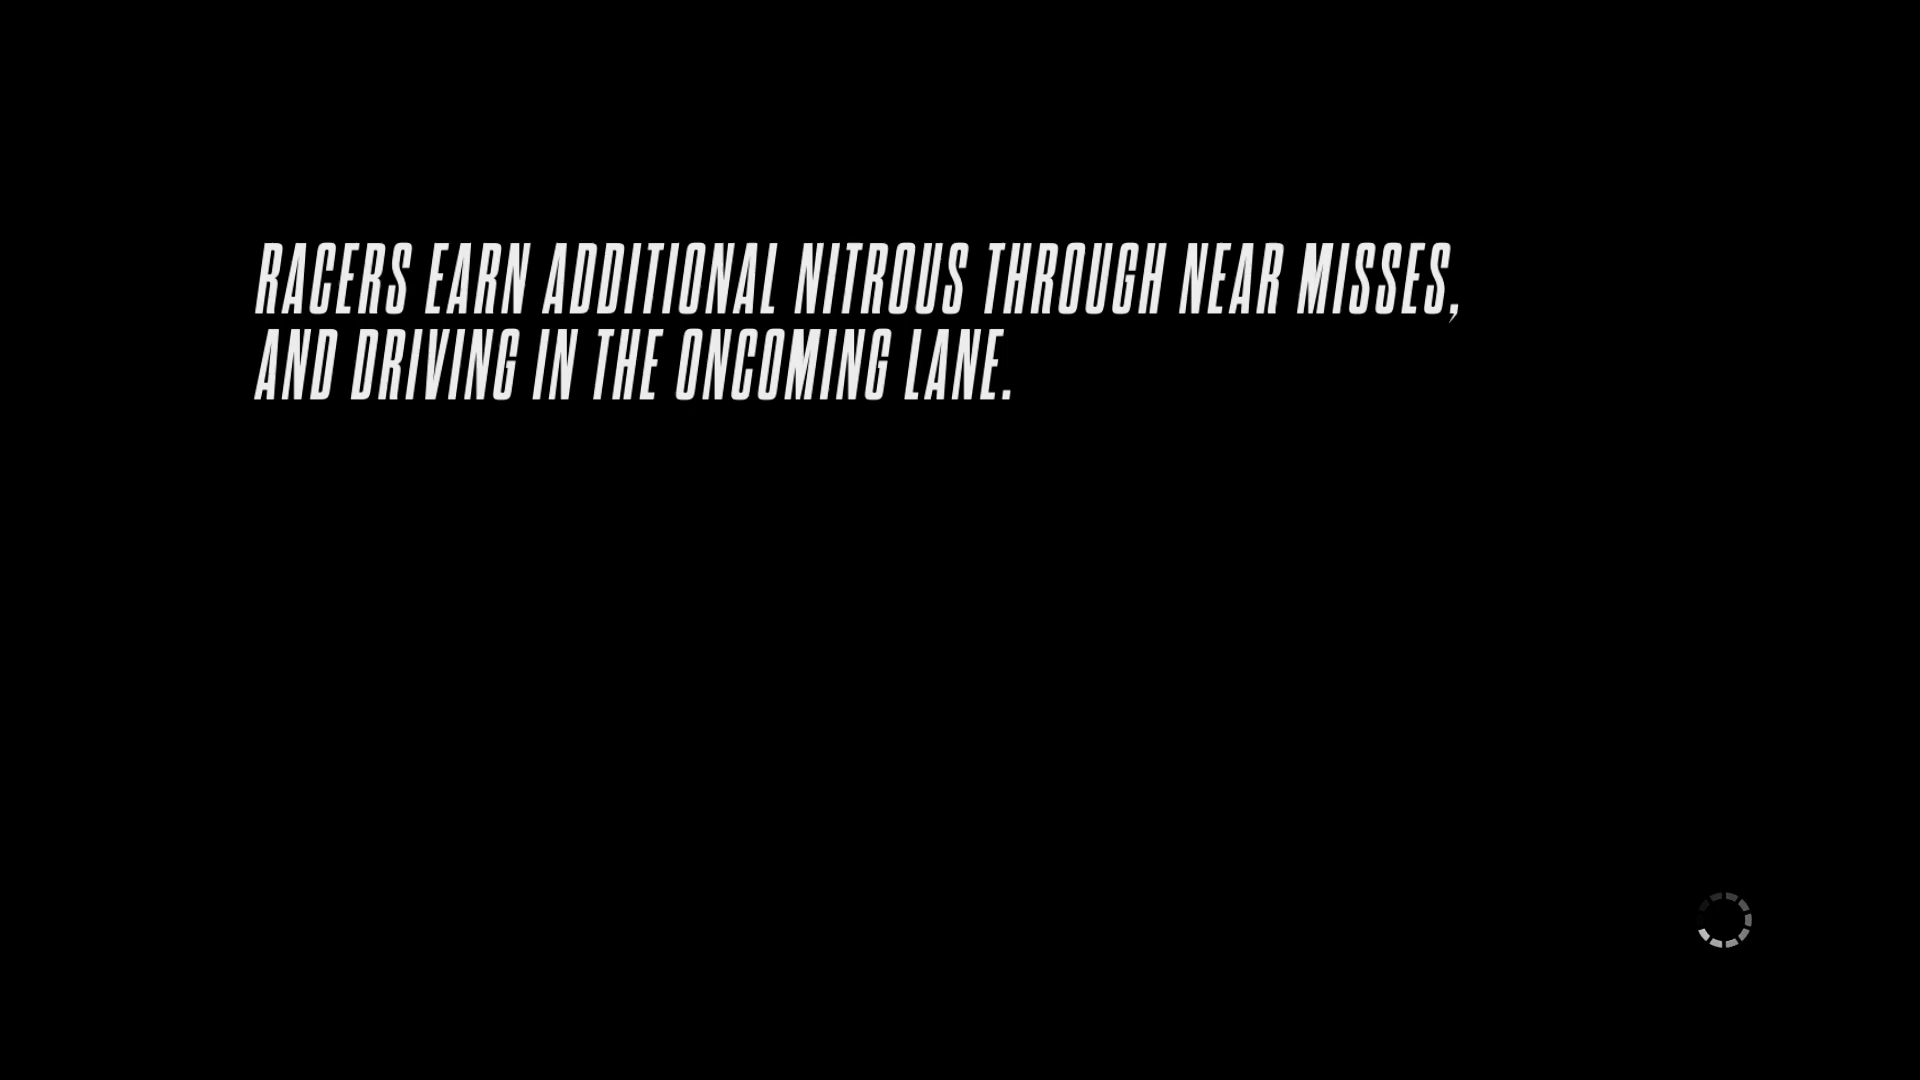 RACERS EARN ADDITIONAL NITROUS THROUGH NEAR MISSES,
AND DRIVING IN THE ONCOMING LANE.